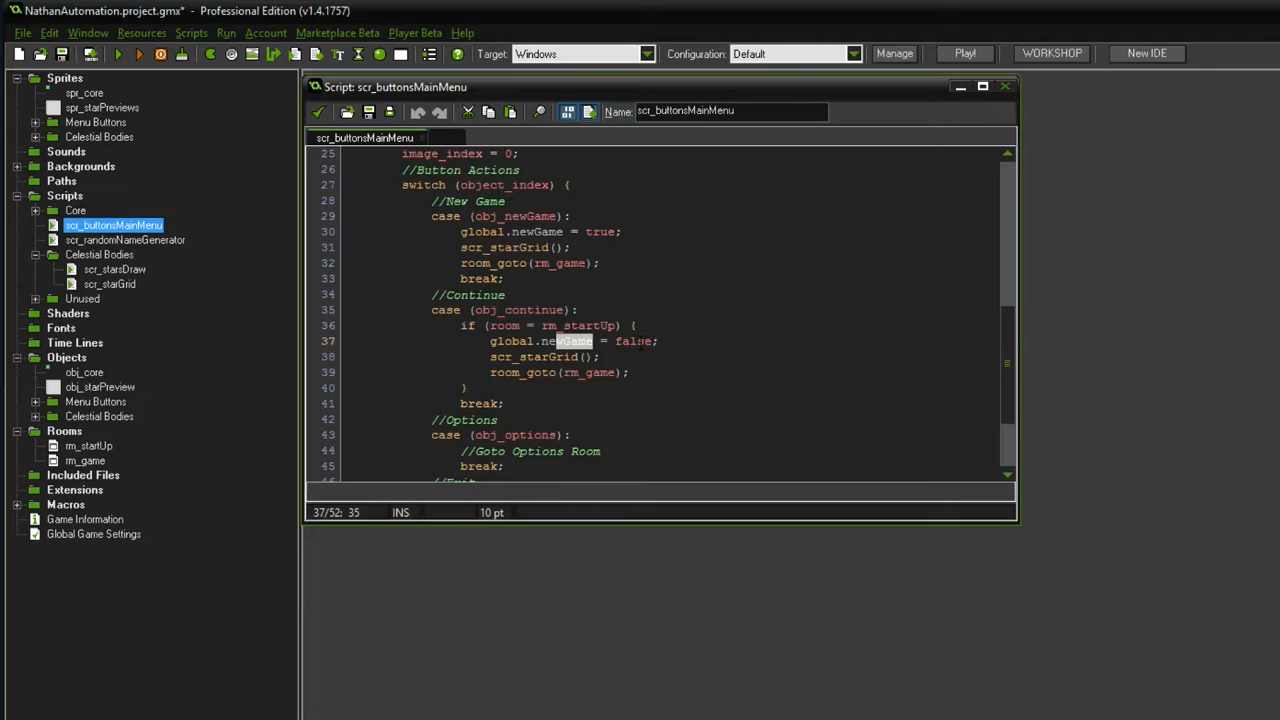 NathanAutomation.project.gmx* - Professional Edition (v1.4.1757)
File Edit Window Resources Scripts Run Account Marketplace Beta Player Beta Help
Target: Windows Configuration: Default Manage Play! WORKSHOP New IDE
Sprites
spr_core
spr_starPreviews
Menu Buttons
Celestial Bodies
Sounds
Backgrounds
Paths
Scripts
Core
scr_buttonsMainMenu
scr_randomNameGenerator
Celestial Bodies
scr_starsDraw
scr_starGrid
Unused
Shaders
Fonts
Time Lines
Objects
obj_core
obj_starPreview
Menu Buttons
Celestial Bodies
Rooms
rm_startUp
rm_game
Included Files
Extensions
Macros
Game Information
Global Game Settings
Script: scr_buttonsMainMenu
Name: scr_buttonsMainMenu
scr_buttonsMainMenu
25 image_index = 0;
26 //Button Actions
27 switch (object_index) {
28 //New Game
29 case (obj_newGame):
30 global.newGame = true;
31 scr_starGrid();
32 room_goto(rm_game);
33 break;
34 //Continue
35 case (obj_continue):
36 if (room = rm_startUp) {
37 global.newGame = false;
38 scr_starGrid();
39 room_goto(rm_game);
40 }
41 break;
42 //Options
43 case (obj_options):
44 //Goto Options Room
45 break;
46 //Exit
37/52: 35 INS 10 pt